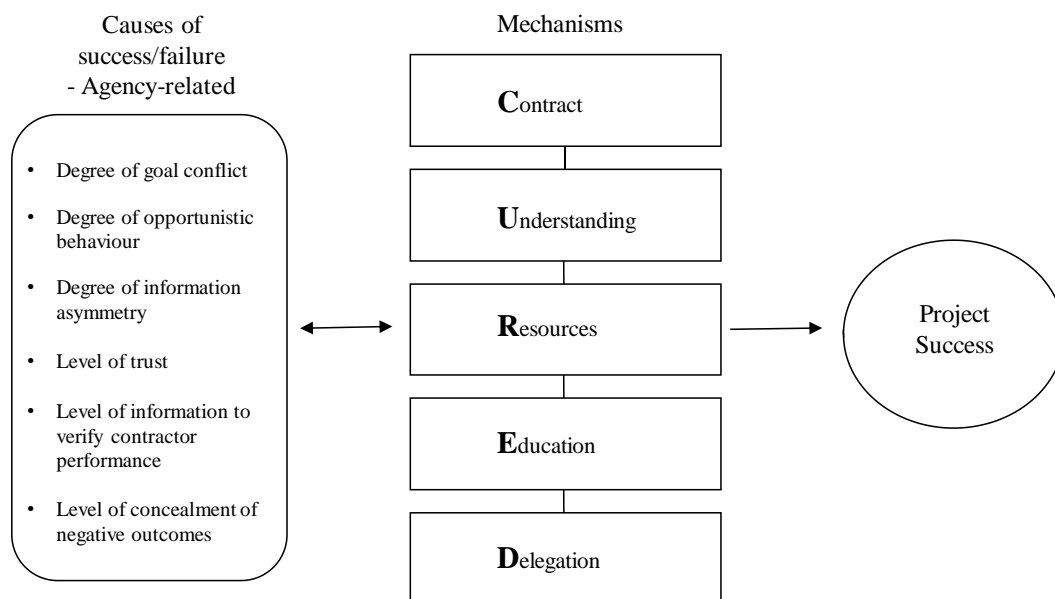 Causes of
success/failure
- Agency-related
• Degree of goal conflict
• Degree of opportunistic
behaviour
• Degree of information
asymmetry
• Level of trust
• Level of information to
verify contractor
performance
• Level of concealment of
negative outcomes
Mechanisms
Contract
Understanding
Resources
Education
Delegation
Project
Success